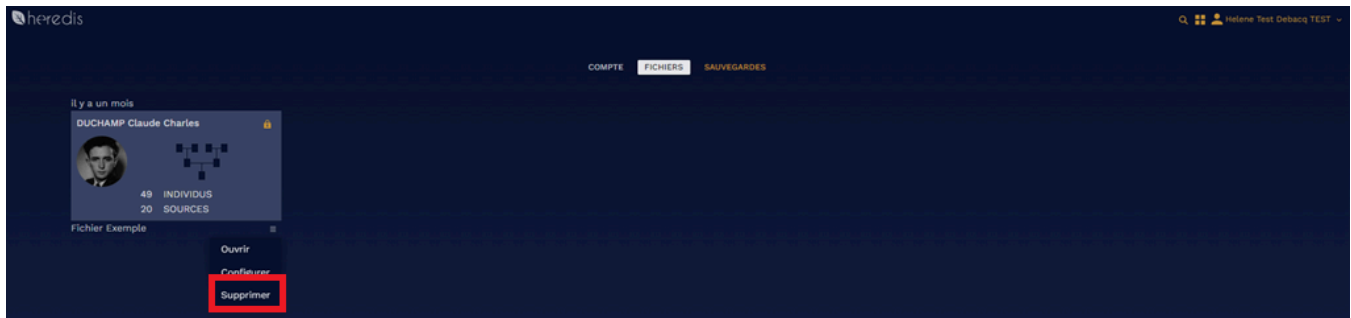 heredis
Helene Test Debacq TEST
COMPTE FICHIERS SAUVEGARDES
il y a un mois
DUCHAMP Claude Charles
49 INDIVIDUS
20 SOURCES
Fichier Exemple
Ouvrir
Configurer
Supprimer